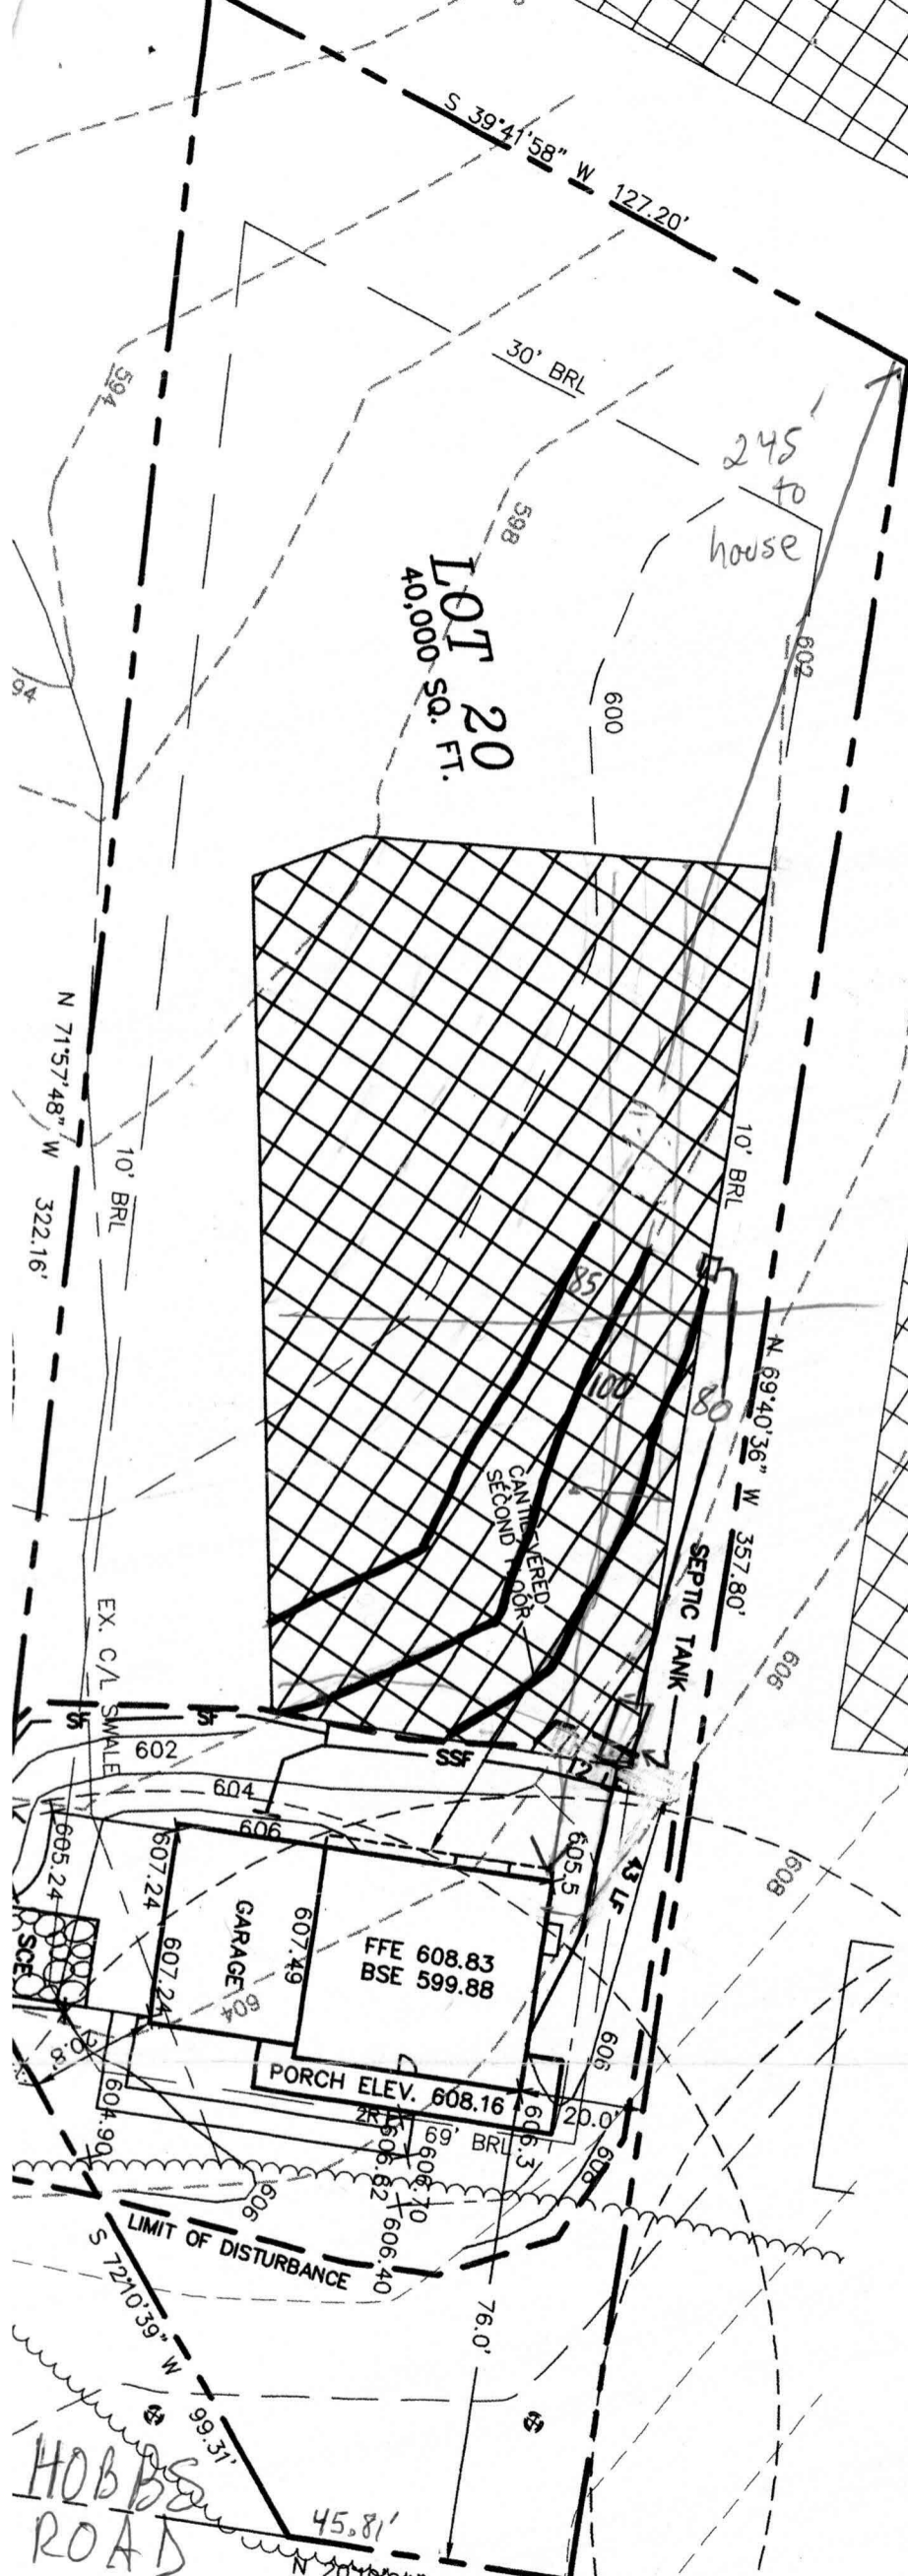 S 39°41'58" W 127.20'
30' BRL
245'
to
house
594
598
602
600
LOT 20
40,000 SQ. FT.
94
N 71°57'48" W 322.16'
10' BRL
10' BRL
85
100
80
N 69°40'36" W 357.80'
CANTILEVERED
SECOND FLOOR
SEPTIC TANK
606
EX. C/L SWALE
SF
SF
SSF
602
604
606
12 LF
608
605.5
43 LF
605.24
607.24
GARAGE
607.49
FFE 608.83
BSE 599.88
SCE
607.24
604
606
20.8'
PORCH ELEV. 608.16
604.90
2R
69' BRL
606.3
20.0'
606.62
606.70
608
606
606.40
LIMIT OF DISTURBANCE
S 72°10'39" W 99.31'
76.0'
HOBBS
ROAD
45.81'